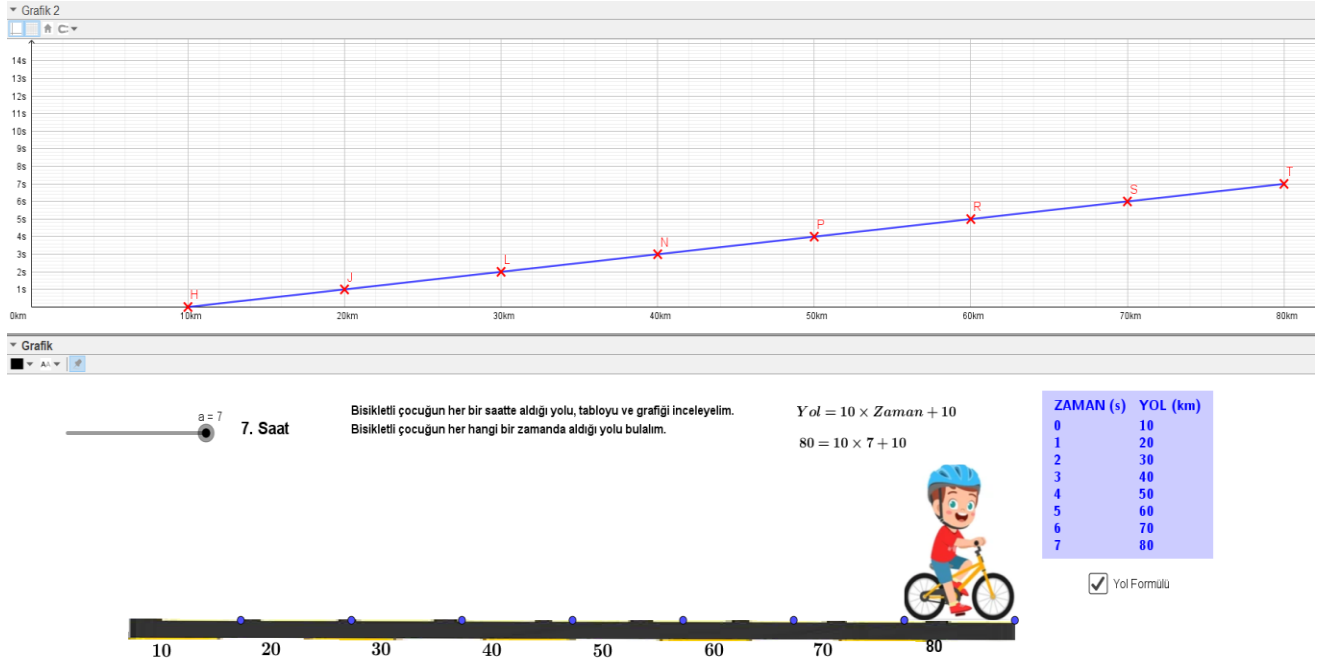 Grafik 2
14s
13s
12s
11s
10s
9s
8s
7s
6s
5s
4s
3s
2s
1s
H
J
L
N
P
R
S
T
0km 10km 20km 30km 40km 50km 60km 70km 80km
Grafik
AA
a = 7
7. Saat
Bisikletli çocuğun her bir saatte aldığı yolu, tabloyu ve grafiği inceleyelim.
Bisikletli çocuğun her hangi bir zamanda aldığı yolu bulalım.
Yol = 10 × Zaman + 10
80 = 10 × 7 + 10
ZAMAN (s) YOL (km)
0 10
1 20
2 30
3 40
4 50
5 60
6 70
7 80
Yol Formülü
10 20 30 40 50 60 70 80